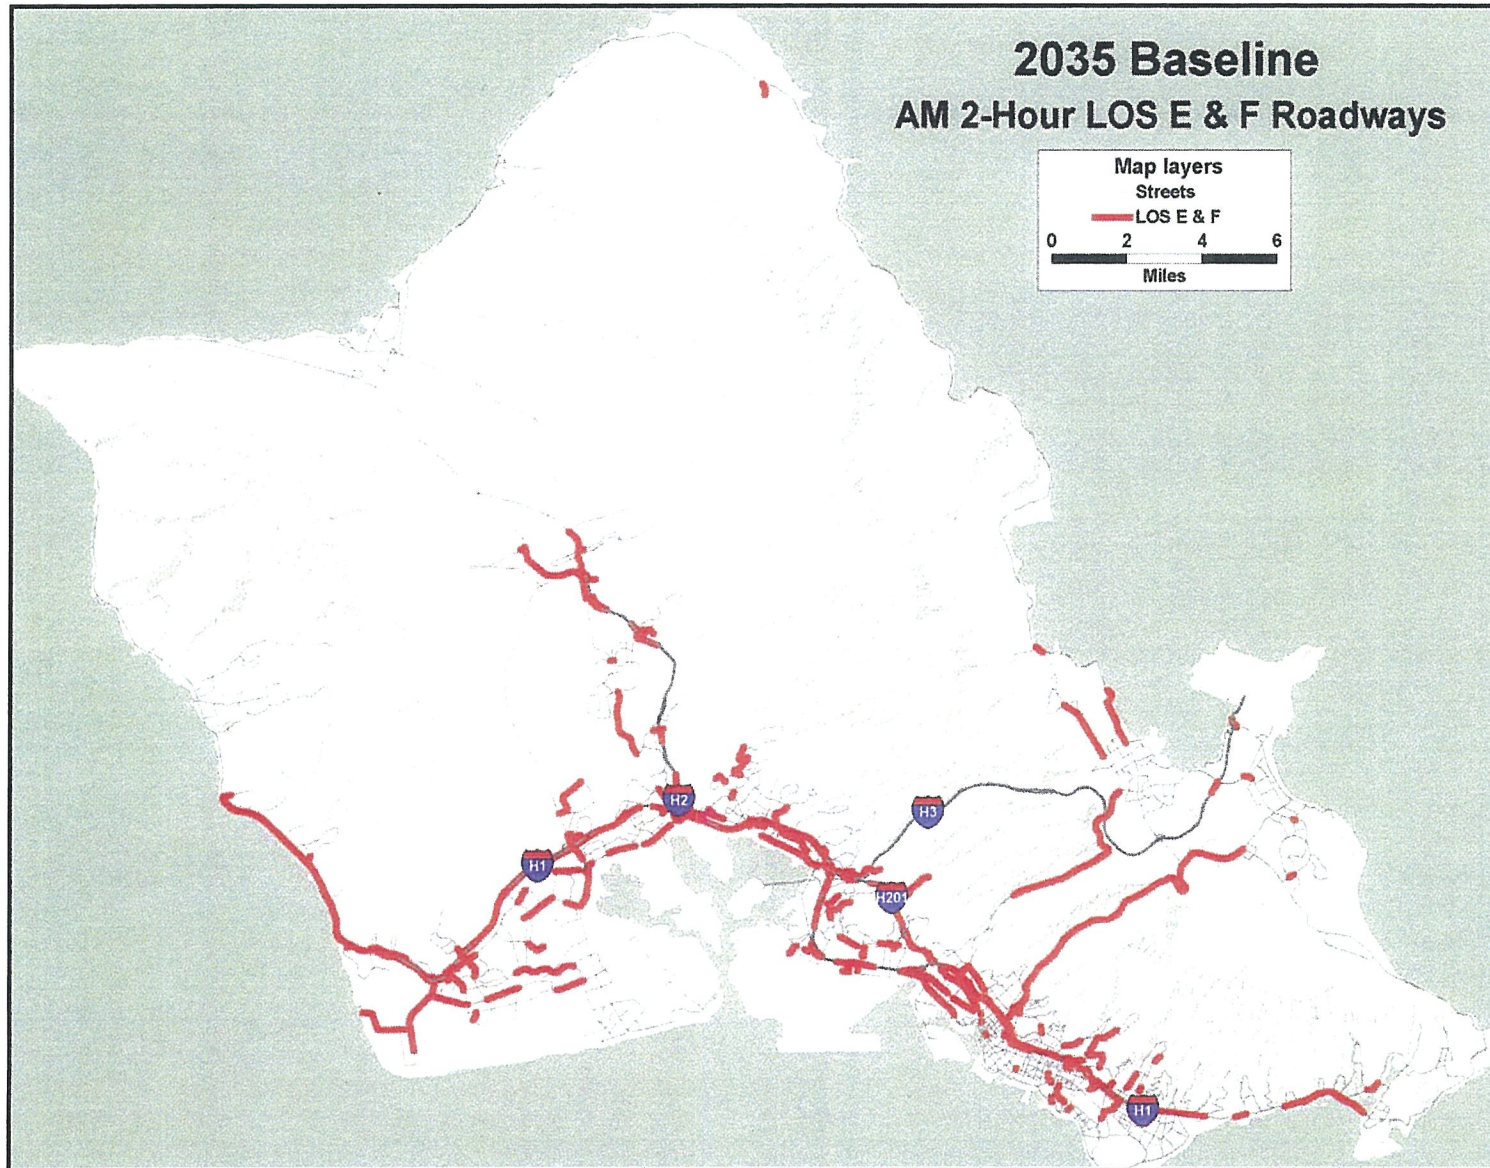 2035 Baseline
AM 2-Hour LOS E & F Roadways
Map layers
Streets
LOS E & F
0 2 4 6
Miles
H2
H3
H1
H201
H1